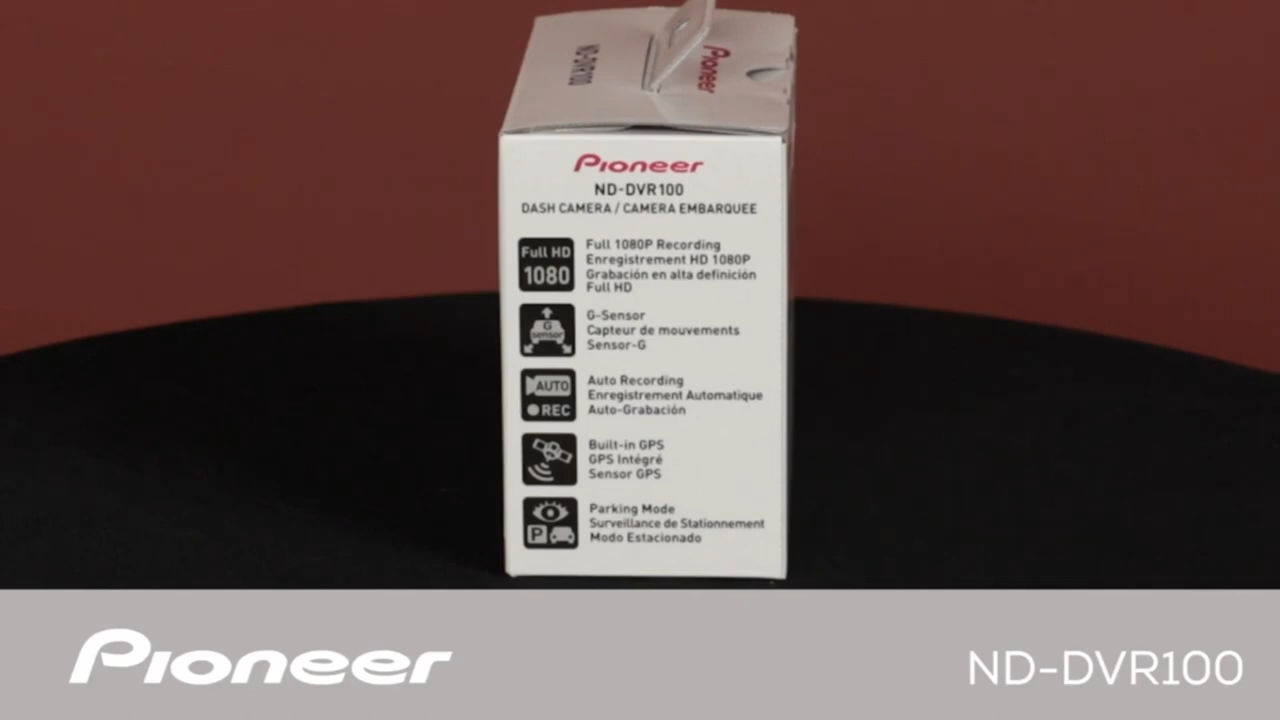 ND-DVR100
Pioneer
Pioneer
ND-DVR100
DASH CAMERA / CAMERA EMBARQUEE
Full HD
1080
Full 1080P Recording
Enregistrement HD 1080P
Grabación en alta definición
Full HD
G
sensor
G-Sensor
Capteur de mouvements
Sensor-G
AUTO
REC
Auto Recording
Enregistrement Automatique
Auto-Grabación
Built-in GPS
GPS Intégré
Sensor GPS
P
Parking Mode
Surveillance de Stationnement
Modo Estacionado
Pioneer
ND-DVR100